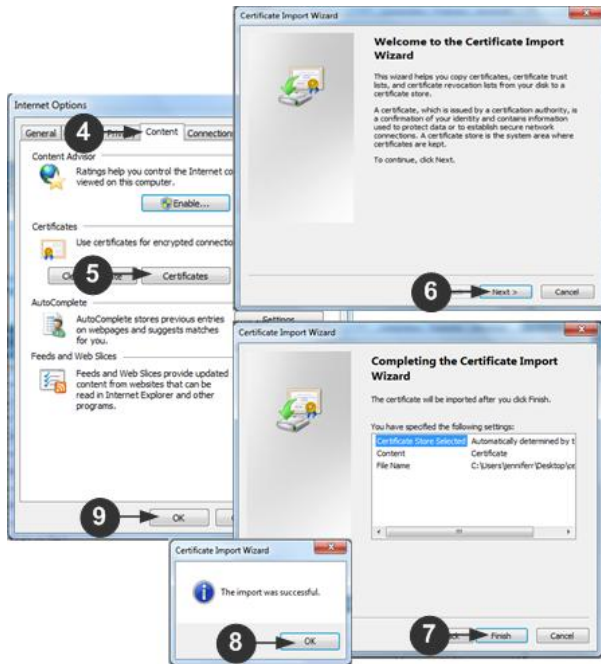 Certificate Import Wizard
Welcome to the Certificate Import
Wizard
This wizard helps you copy certificates, certificate trust
lists, and certificate revocation lists from your disk to a
certificate store.
A certificate, which is issued by a certification authority, is
a confirmation of your identity and contains information
used to protect data or to establish secure network
connections. A certificate store is the system area where
certificates are kept.
To continue, click Next.
6
Next >
Cancel
Internet Options
General
4
Content
Connections
Content Advisor
Ratings help you control the Internet co
viewed on this computer.
Enable...
Certificates
Use certificates for encrypted connectio
5
Certificates
AutoComplete
AutoComplete stores previous entries
on webpages and suggests matches
for you.
Settings
Feeds and Web Slices
Feeds and Web Slices provide updated
content from websites that can be
read in Internet Explorer and other
programs.
9
OK
Certificate Import Wizard
Completing the Certificate Import
Wizard
The certificate will be imported after you click Finish.
You have specified the following settings:
Certificate Store Selected Automatically determined by t
Content Certificate
File Name C:\Users\jenniferr\Desktop\ce
7
Finish
Cancel
Certificate Import Wizard
The import was successful.
8
OK